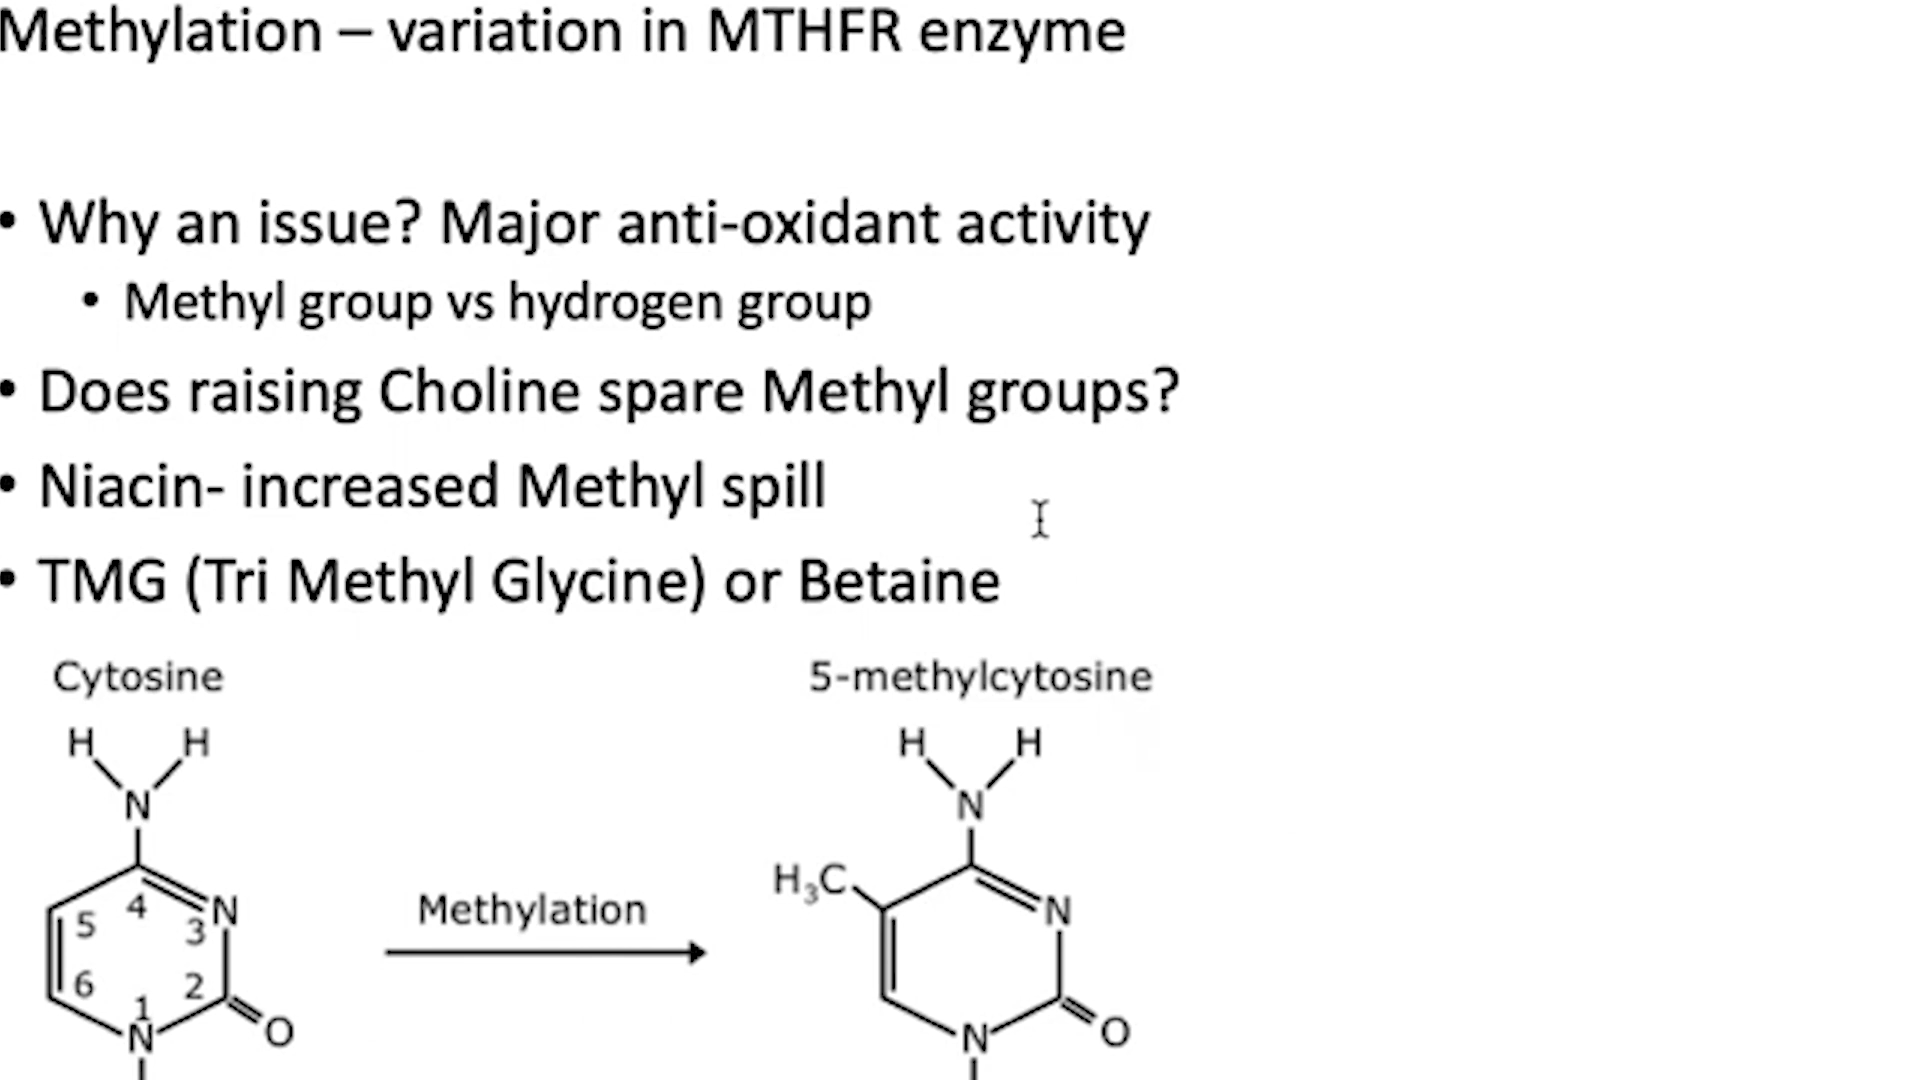 Methylation – variation in MTHFR enzyme
• Why an issue? Major anti-oxidant activity
• Methyl group vs hydrogen group
• Does raising Choline spare Methyl groups?
• Niacin- increased Methyl spill
• TMG (Tri Methyl Glycine) or Betaine
Cytosine 5-methylcytosine
H H H H
N N
H₃C
4 N N
5 3
Methylation
6 2
1
N O N O